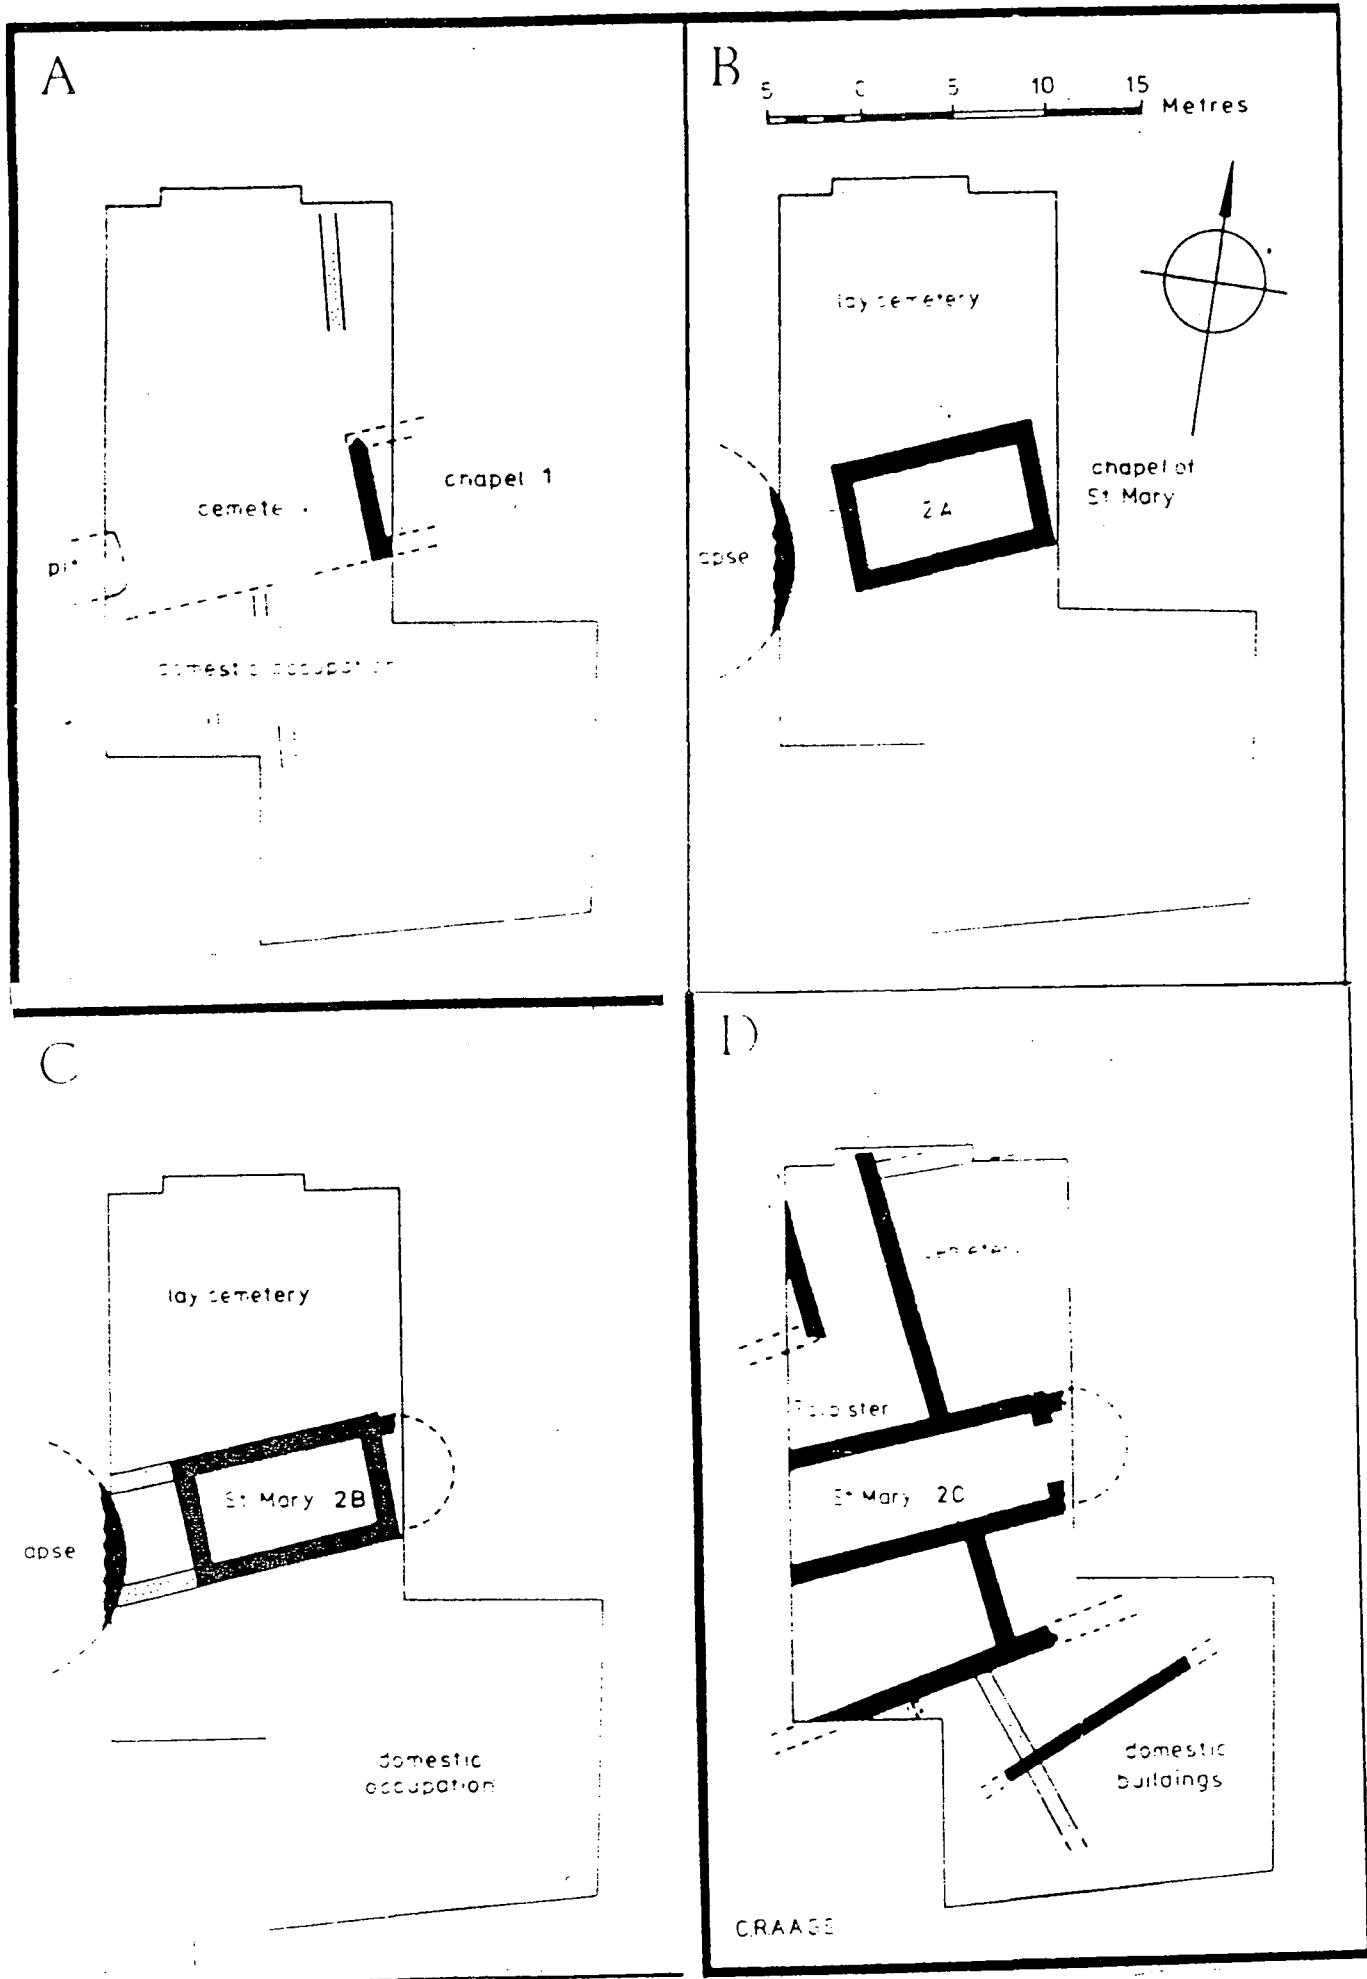 A
chapel 1
B
5 5 10 15
Metres
lay cemetery
chapel of
St Mary
2A
apse
C
lay cemetery
St Mary 2B
apse
domestic
occupation
D
St Mary 2C
domestic
buildings